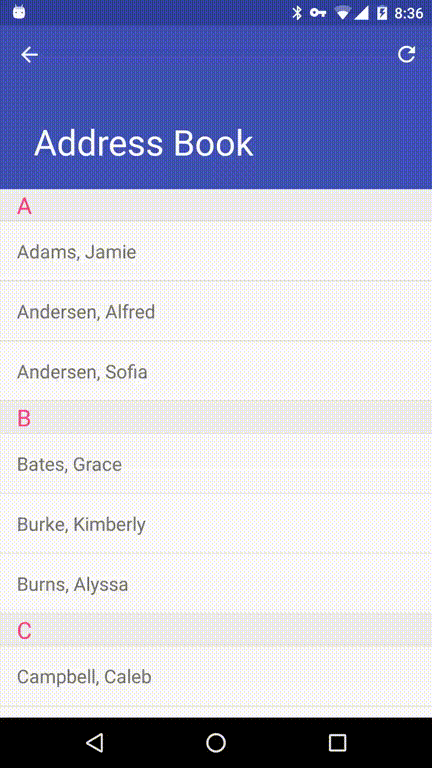 8:36
Address Book
A
Adams, Jamie
Andersen, Alfred
Andersen, Sofia
B
Bates, Grace
Burke, Kimberly
Burns, Alyssa
C
Campbell, Caleb